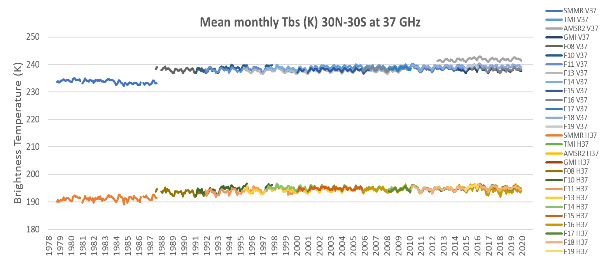 Mean monthly Tbs (K) 30N-30S at 37 GHz
Brightness Temperature (K)
250
240
230
220
210
200
190
180
1978 1979 1980 1981 1982 1983 1984 1985 1986 1987 1988 1989 1990 1991 1992 1993 1994 1995 1996 1997 1998 1999 2000 2001 2002 2003 2004 2005 2006 2007 2008 2009 2010 2011 2012 2013 2014 2015 2016 2017 2018 2019 2020
SMMR V37
TMI V37
AMSR2 V37
GMI V37
F08 V37
F10 V37
F11 V37
F13 V37
F14 V37
F15 V37
F16 V37
F17 V37
F18 V37
F19 V37
SMMR H37
TMI H37
AMSR2 H37
GMI H37
F08 H37
F10 H37
F11 H37
F13 H37
F14 H37
F15 H37
F16 H37
F17 H37
F18 H37
F19 H37